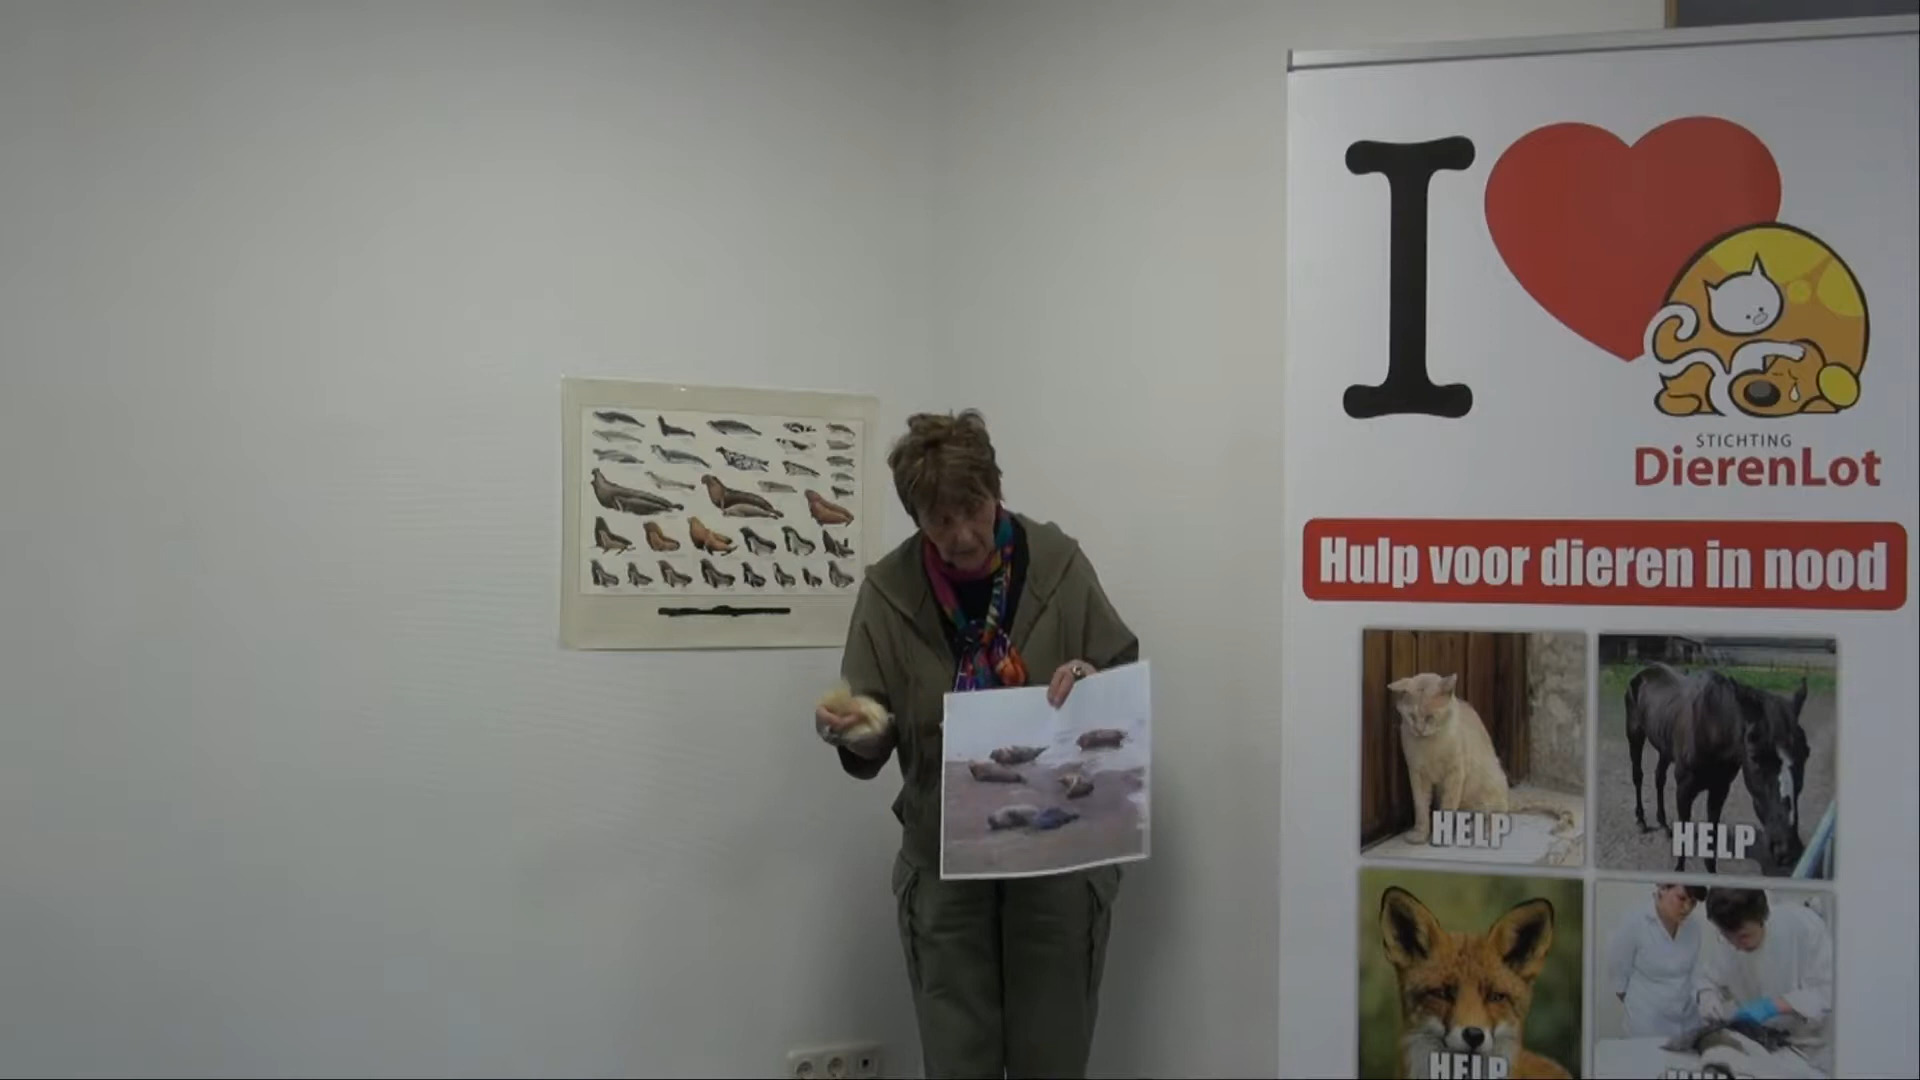 I
STICHTING
DierenLot
Hulp voor dieren in nood
HELP
HELP
HELP